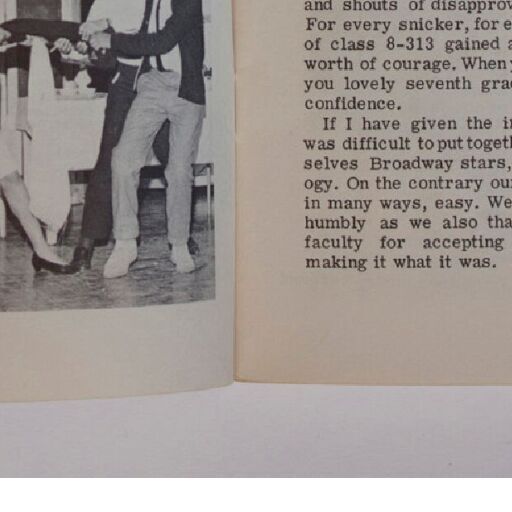 and shouts of disapprov
For every snicker, for e
of class 8-313 gained a
worth of courage. When y
you lovely seventh gra
confidence.
If I have given the i
was difficult to put toget
selves Broadway stars,
ogy. On the contrary ou
in many ways, easy. We
humbly as we also tha
faculty for accepting
making it what it was.